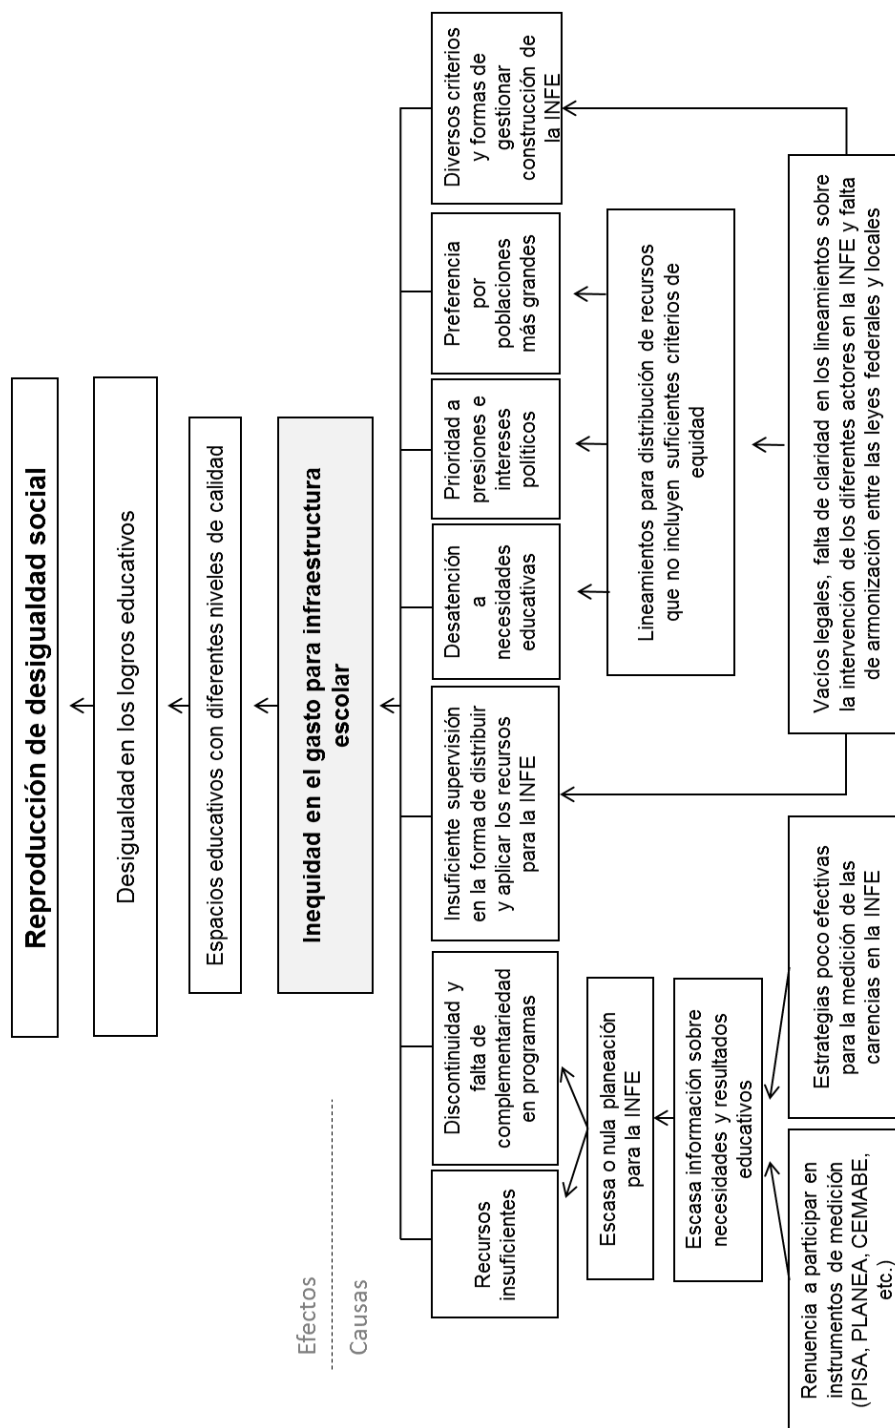 Reproducción de desigualdad social
Desigualdad en los logros educativos
Espacios educativos con diferentes niveles de calidad
Inequidad en el gasto para infraestructura
escolar
Efectos
Causas
Recursos
insuficientes
Discontinuidad y
falta de
complementariedad
en programas
Insuficiente supervisión
en la forma de distribuir
y aplicar los recursos
para la INFE
Desatención
a
necesidades
educativas
Prioridad a
presiones e
intereses
políticos
Preferencia
por
poblaciones
más grandes
Diversos criterios
y formas de
gestionar
construcción de
la INFE
Escasa o nula planeación
para la INFE
Lineamientos para distribución de recursos
que no incluyen suficientes criterios de
equidad
Escasa información sobre
necesidades y resultados
educativos
Renuencia a participar en
instrumentos de medición
(PISA, PLANEA, CEMABE,
etc.)
Estrategias poco efectivas
para la medición de las
carencias en la INFE
Vacios legales, falta de claridad en los lineamientos sobre
la intervención de los diferentes actores en la INFE y falta
de armonización entre las leyes federales y locales